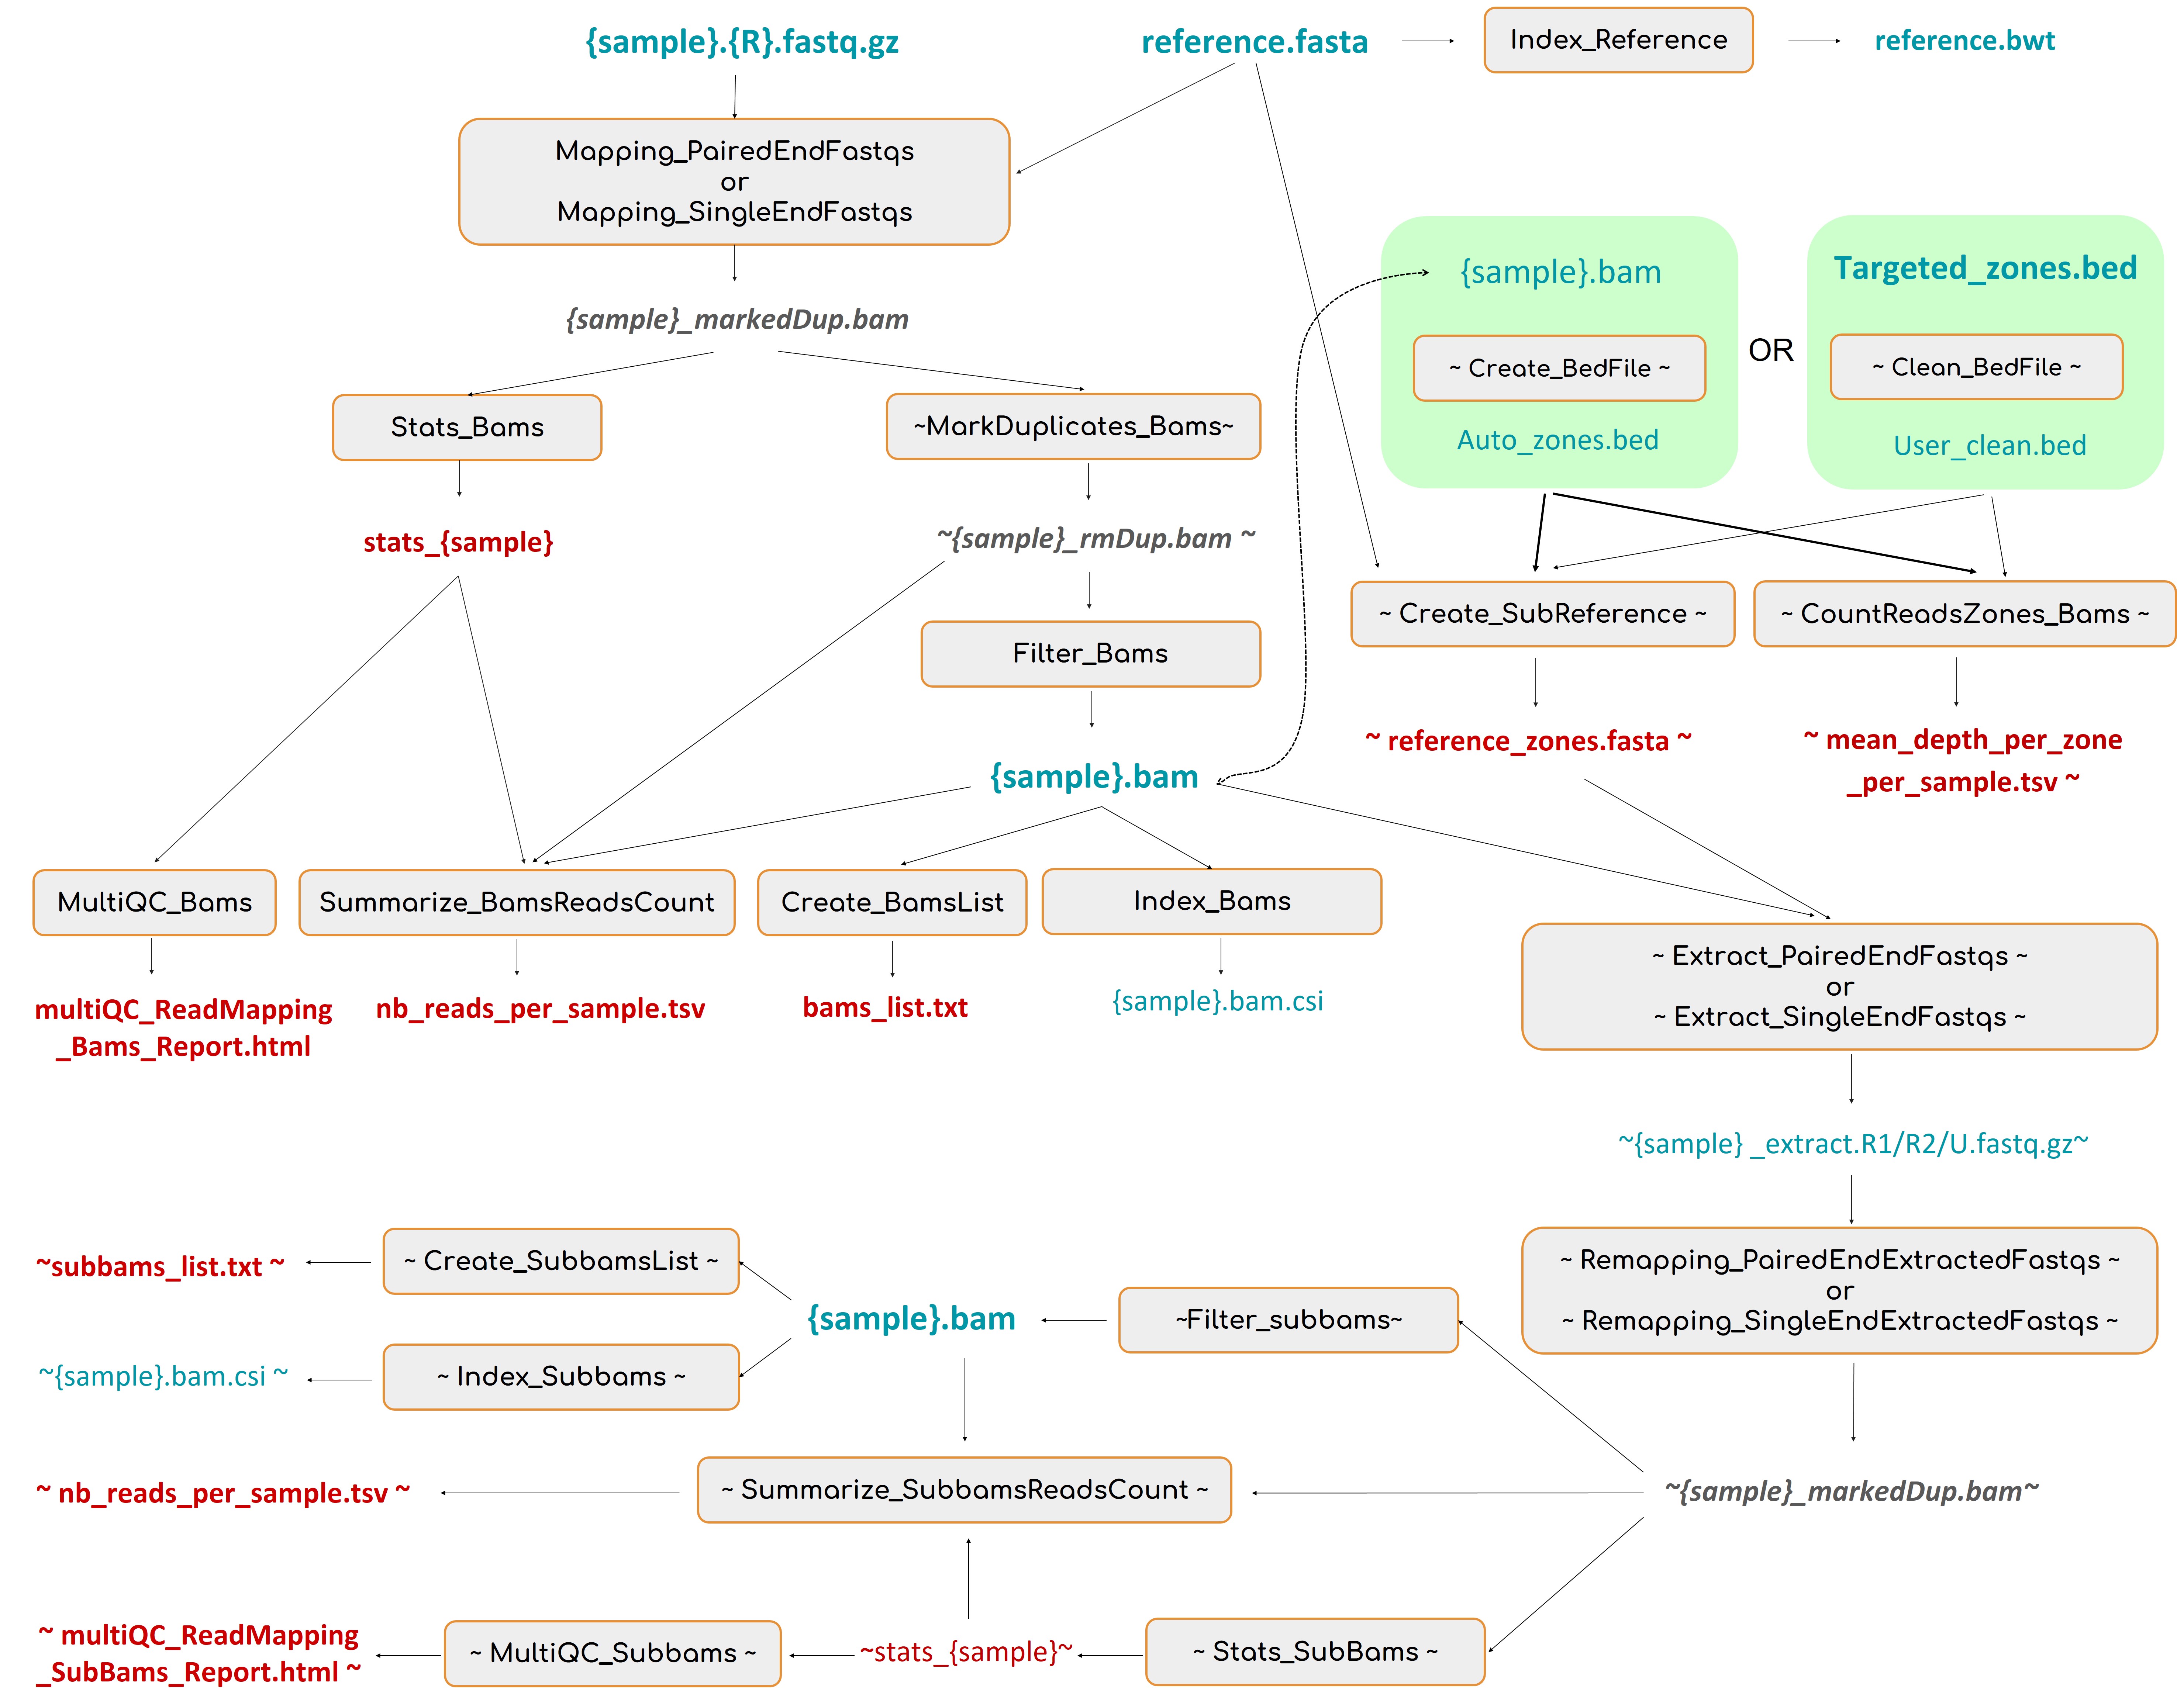 {sample}.{R}.fastq.gz
reference.fasta
Index_Reference
reference.bwt
Mapping_PairedEndFastqs
or
Mapping_SingleEndFastqs
{sample}_markedDup.bam
{sample}.bam
~ Create_BedFile ~
Auto_zones.bed
OR
Targeted_zones.bed
~ Clean_BedFile ~
User_clean.bed
Stats_Bams
~MarkDuplicates_Bams~
stats_{sample}
~{sample}_rmDup.bam ~
Filter_Bams
~ Create_SubReference ~
~ CountReadsZones_Bams ~
{sample}.bam
~ reference_zones.fasta ~
~ mean_depth_per_zone
_per_sample.tsv ~
MultiQC_Bams
Summarize_BamsReadsCount
Create_BamsList
Index_Bams
multiQC_ReadMapping
_Bams_Report.html
nb_reads_per_sample.tsv
bams_list.txt
{sample}.bam.csi
~ Extract_PairedEndFastqs ~
or
~ Extract_SingleEndFastqs ~
~{sample} _extract.R1/R2/U.fastq.gz~
~ Remapping_PairedEndExtractedFastqs ~
or
~ Remapping_SingleEndExtractedFastqs ~
~subbams_list.txt ~
~ Create_SubbamsList ~
{sample}.bam
~Filter_subbams~
~{sample}.bam.csi ~
~ Index_Subbams ~
~ nb_reads_per_sample.tsv ~
~ Summarize_SubbamsReadsCount ~
~{sample}_markedDup.bam~
~ multiQC_ReadMapping
_SubBams_Report.html ~
~ MultiQC_Subbams ~
~stats_{sample}~
~ Stats_SubBams ~